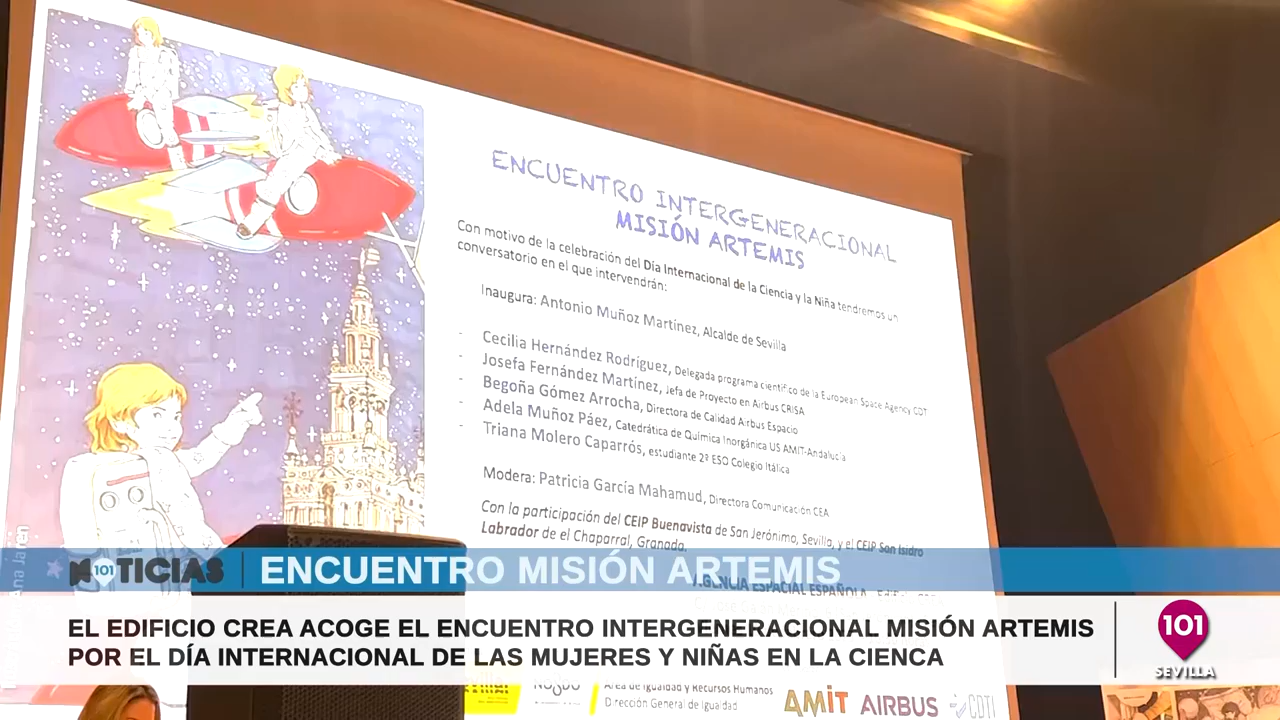 ENCUENTRO INTERGENERACIONAL
MISIÓN ARTEMIS
Con motivo de la celebración del Día Internacional de la Ciencia y la Niña tendremos un
conversatorio en el que intervendrán:
Inaugura: Antonio Muñoz Martínez, Alcalde de Sevilla
- Cecilia Hernández Rodríguez, Delegada programa científico de la European Space Agency CDTI
- Josefa Fernández Martínez, Jefa de Proyecto en Airbus CRISA
- Begoña Gómez Arrocha, Directora de Calidad Airbus Espacio
- Adela Muñoz Páez, Catedrática de Química Inorgánica US AMIT-Andalucía
- Triana Molero Caparrós, estudiante 2º ESO Colegio Itálica
Modera: Patricia García Mahamud, Directora Comunicación CEA
Con la participación del CEIP Buenavista de San Jerónimo, Sevilla, y el CEIP San Isidro
Labrador de el Chaparral, Granada.
AGENCIA ESPACIAL ESPAÑOLA
101 NOTICIAS
ENCUENTRO MISIÓN ARTEMIS
EL EDIFICIO CREA ACOGE EL ENCUENTRO INTERGENERACIONAL MISIÓN ARTEMIS
POR EL DÍA INTERNACIONAL DE LAS MUJERES Y NIÑAS EN LA CIENCA
101
SEVILLA
Área de Igualdad y Recursos Humanos
Dirección General de Igualdad
AMIT AIRBUS CDTI